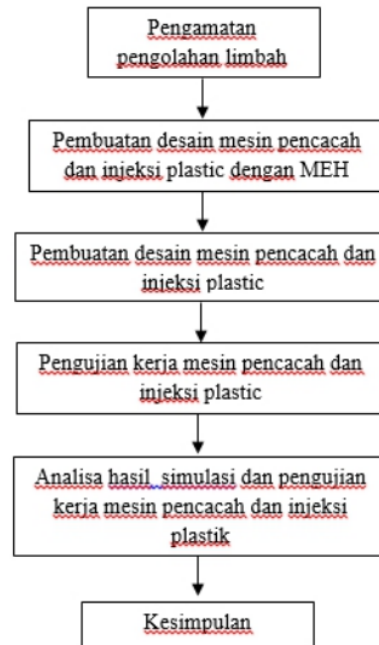 Pengamatan
pengolahan limbah
Pembuatan desain mesin pencacah
dan injeksi plastic dengan MEH
Pembuatan desain mesin pencacah dan
injeksi plastic
Pengujian kerja mesin pencacah dan
injeksi plastic
Analisa hasil simulasi dan pengujian
kerja mesin pencacah dan injeksi
plastik
Kesimpulan